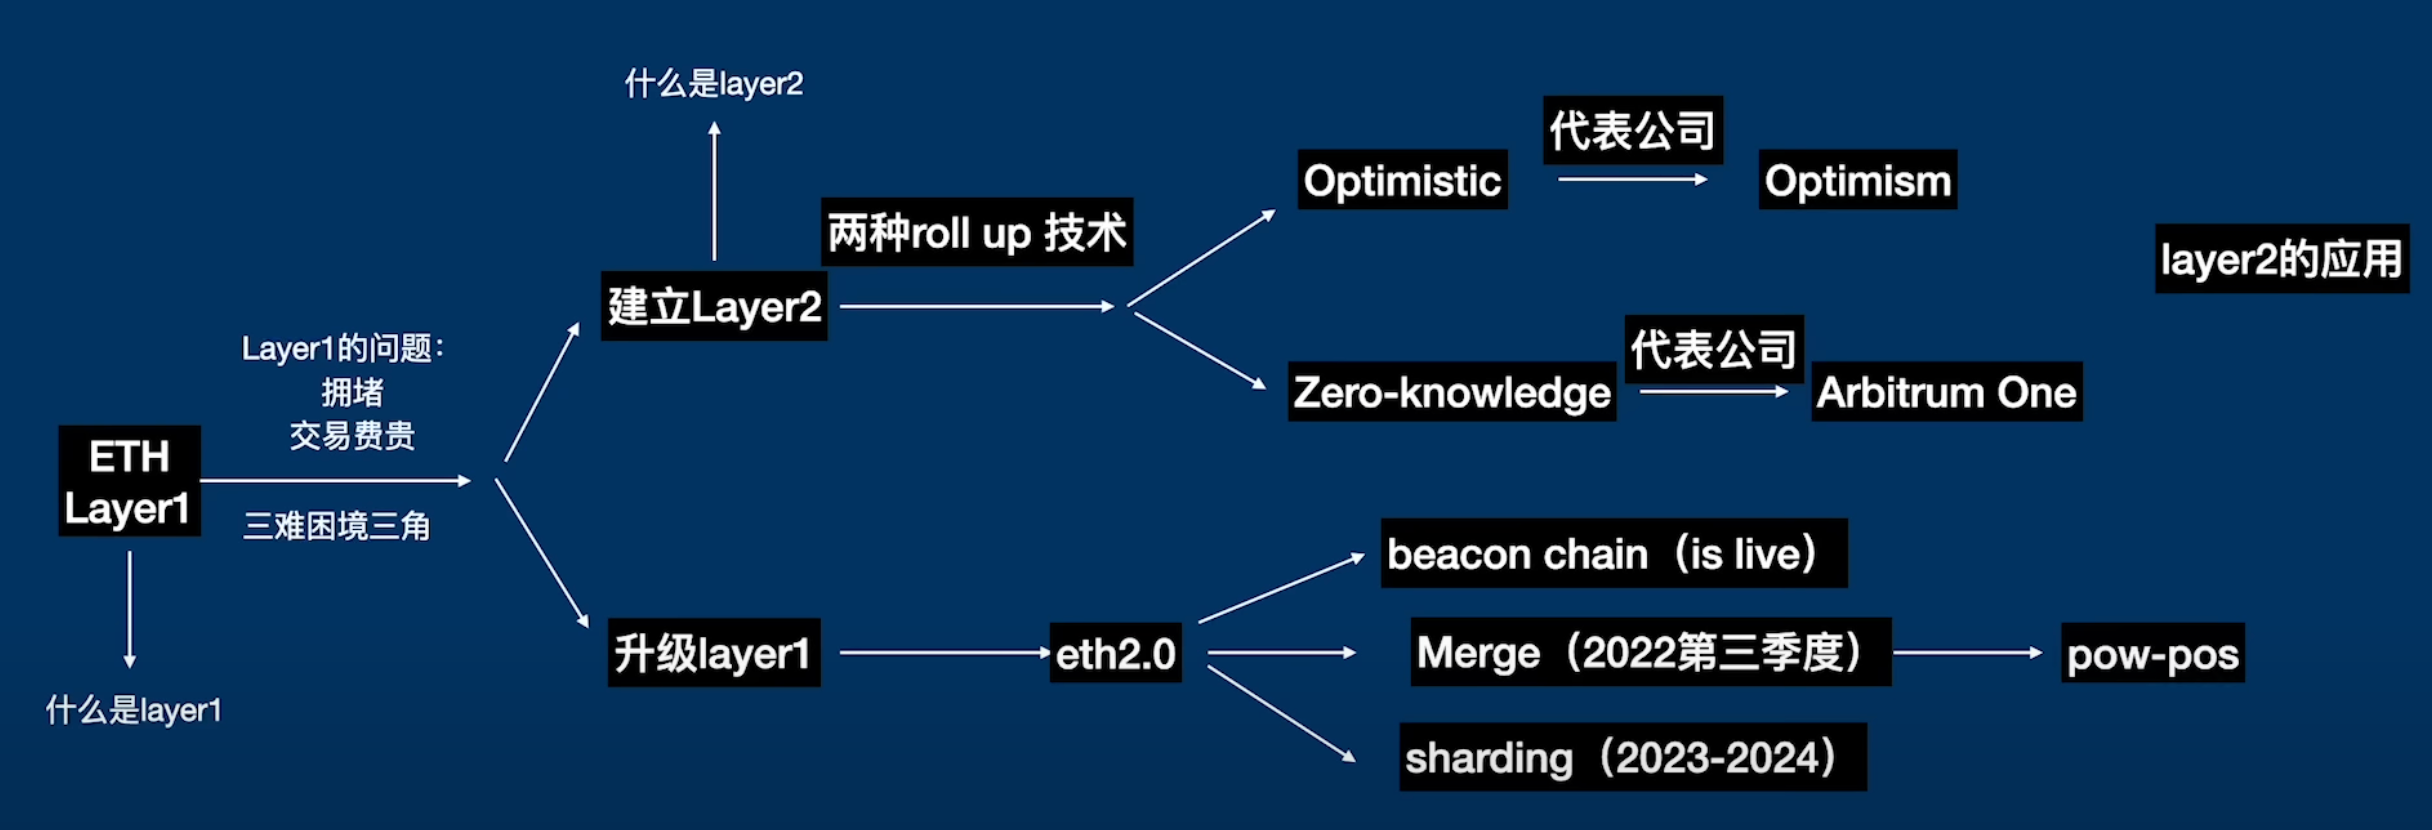 什么是layer2
代表公司
Optimistic
Optimism
两种roll up 技术
layer2的应用
建立Layer2
Layer1的问题：
拥堵
交易费贵
代表公司
Zero-knowledge
Arbitrum One
ETH
Layer1
三难困境三角
beacon chain（is live）
升级layer1
eth2.0
Merge（2022第三季度）
pow-pos
什么是layer1
sharding（2023-2024）